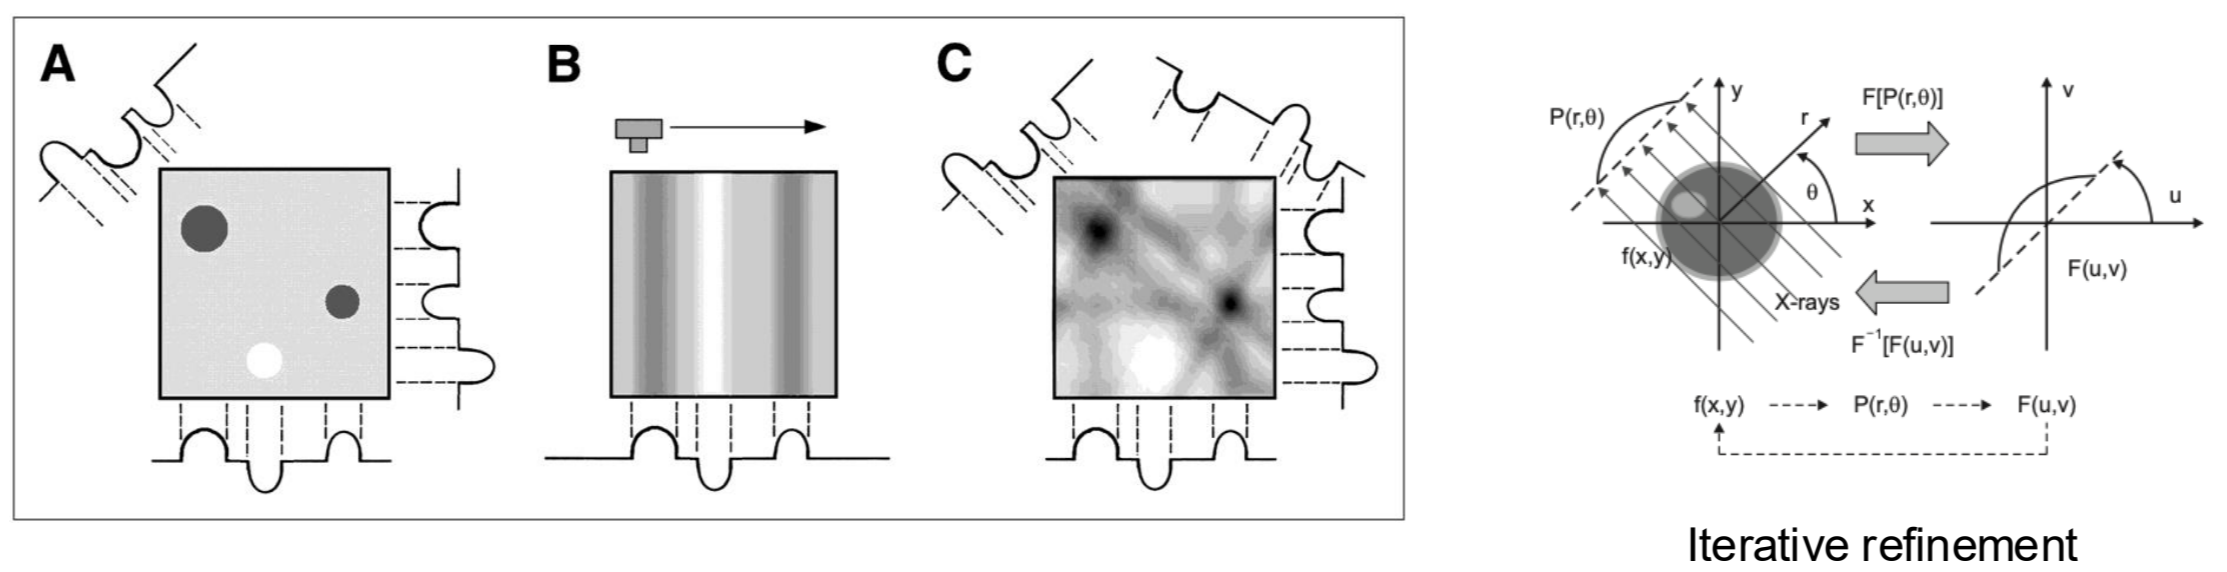 A
B
C
P(r,θ)
y
r
θ
x
f(x,y)
X-rays
F[P(r,θ)]
F⁻¹[F(u,v)]
v
u
F(u,v)
f(x,y) P(r,θ) F(u,v)
Iterative refinement